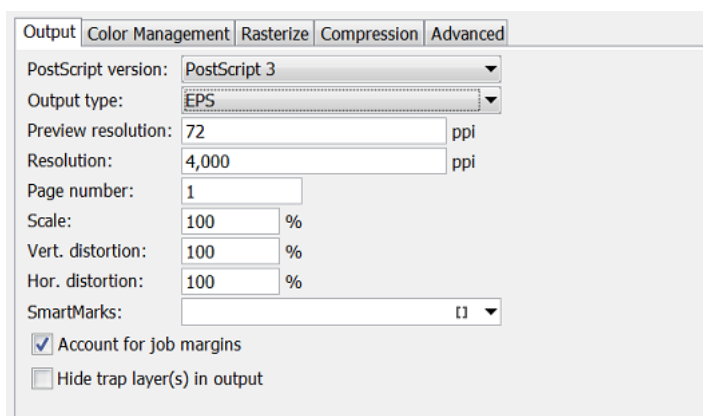 Output Color Management Rasterize Compression Advanced
PostScript version: PostScript 3
Output type: EPS
Preview resolution: 72 ppi
Resolution: 4,000 ppi
Page number: 1
Scale: 100 %
Vert. distortion: 100 %
Hor. distortion: 100 %
SmartMarks: []
Account for job margins
Hide trap layer(s) in output